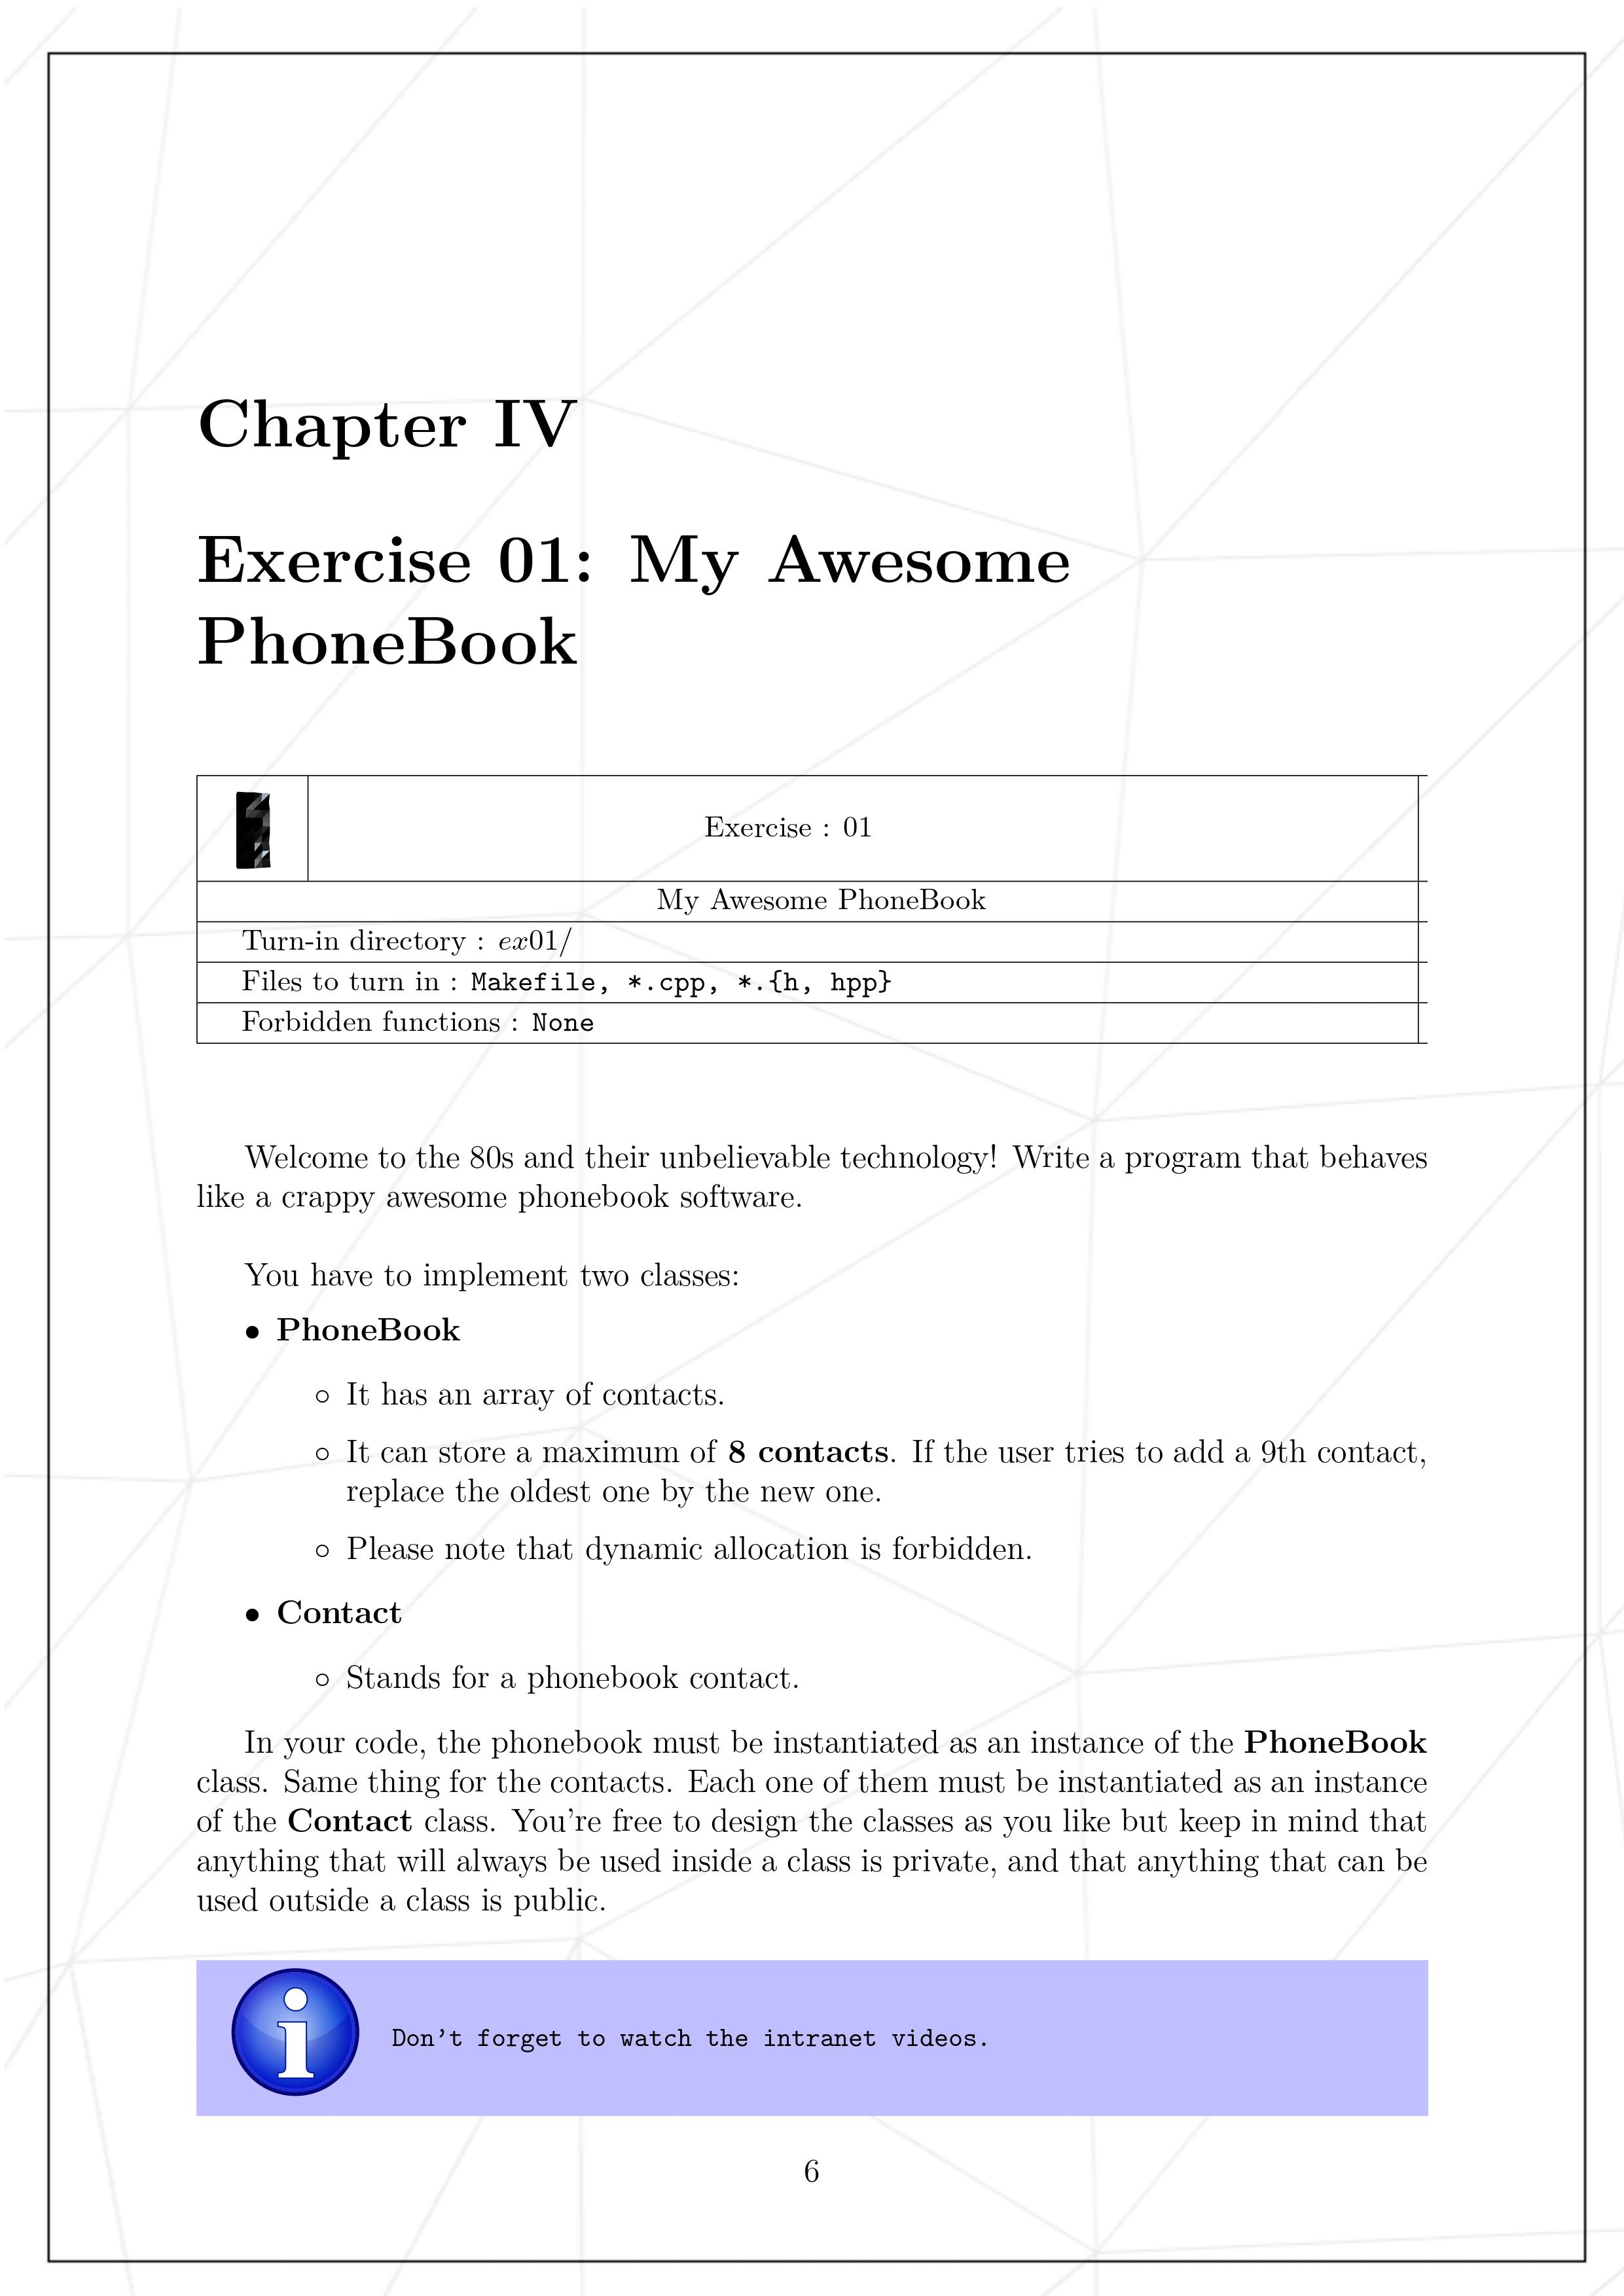 Chapter IV
Exercise 01: My Awesome
PhoneBook
Exercise : 01
My Awesome PhoneBook
Turn-in directory : ex01/
Files to turn in : Makefile, *.cpp, *.{h, hpp}
Forbidden functions : None
Welcome to the 80s and their unbelievable technology! Write a program that behaves
like a crappy awesome phonebook software.
You have to implement two classes:
• PhoneBook
◦ It has an array of contacts.
◦ It can store a maximum of 8 contacts. If the user tries to add a 9th contact,
replace the oldest one by the new one.
◦ Please note that dynamic allocation is forbidden.
• Contact
◦ Stands for a phonebook contact.
In your code, the phonebook must be instantiated as an instance of the PhoneBook
class. Same thing for the contacts. Each one of them must be instantiated as an instance
of the Contact class. You're free to design the classes as you like but keep in mind that
anything that will always be used inside a class is private, and that anything that can be
used outside a class is public.
Don't forget to watch the intranet videos.
6